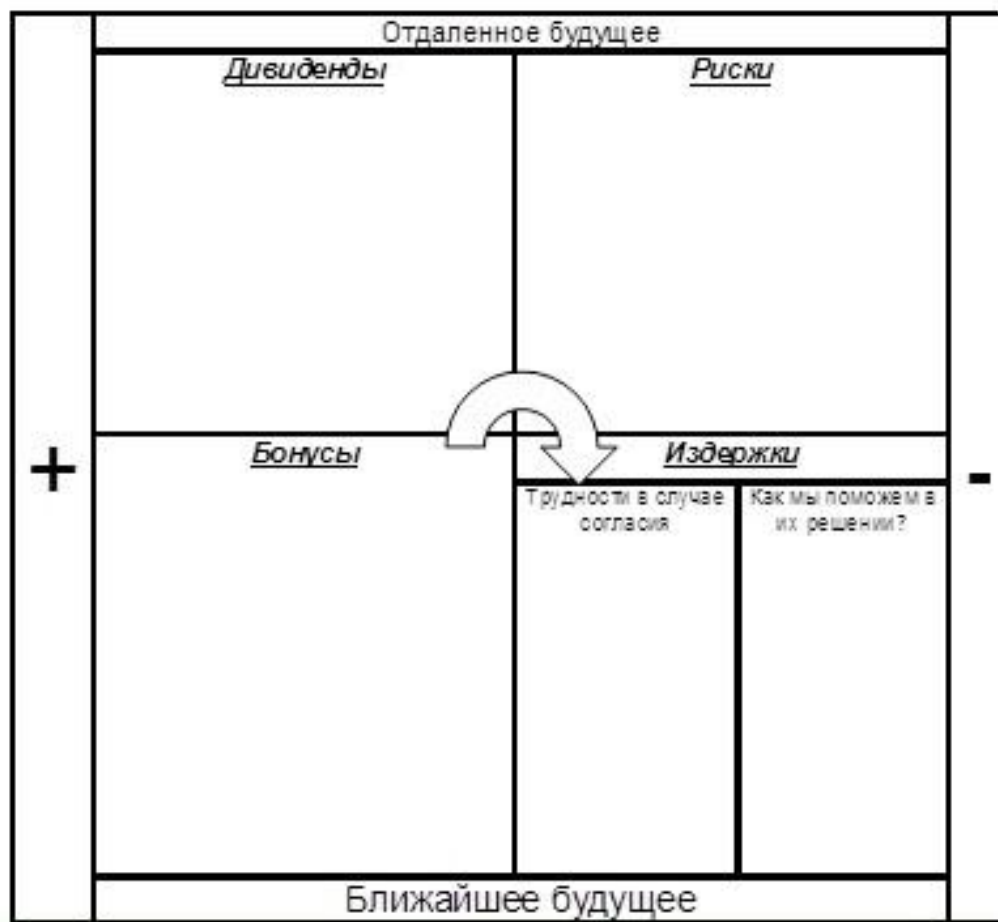 Отдаленное будущее
Дивиденды
Риски
+
Бонусы
Издержки
-
Трудности в случае
согласия
Как мы поможем в
их решении?
Ближайшее будущее